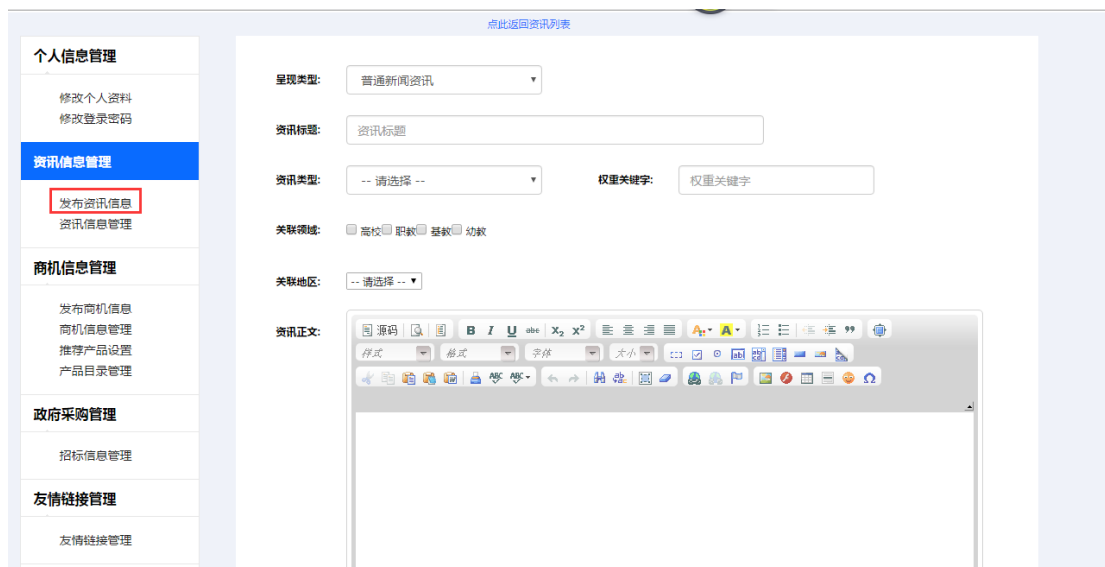 点此返回资讯列表
个人信息管理
修改个人资料
修改登录密码
资讯信息管理
发布资讯信息
资讯信息管理
商机信息管理
发布商机信息
商机信息管理
推荐产品设置
产品目录管理
政府采购管理
招标信息管理
友情链接管理
友情链接管理
呈现类型: 普通新闻资讯
资讯标题: 资讯标题
资讯类型: -- 请选择 -- 权重关键字: 权重关键字
关联领域: 高校 职教 基教 幼教
关联地区: -- 请选择 --
资讯正文: 源码 B I U abc X₂ X² A A
样式 格式 字体 大小
ABC ABC Ω